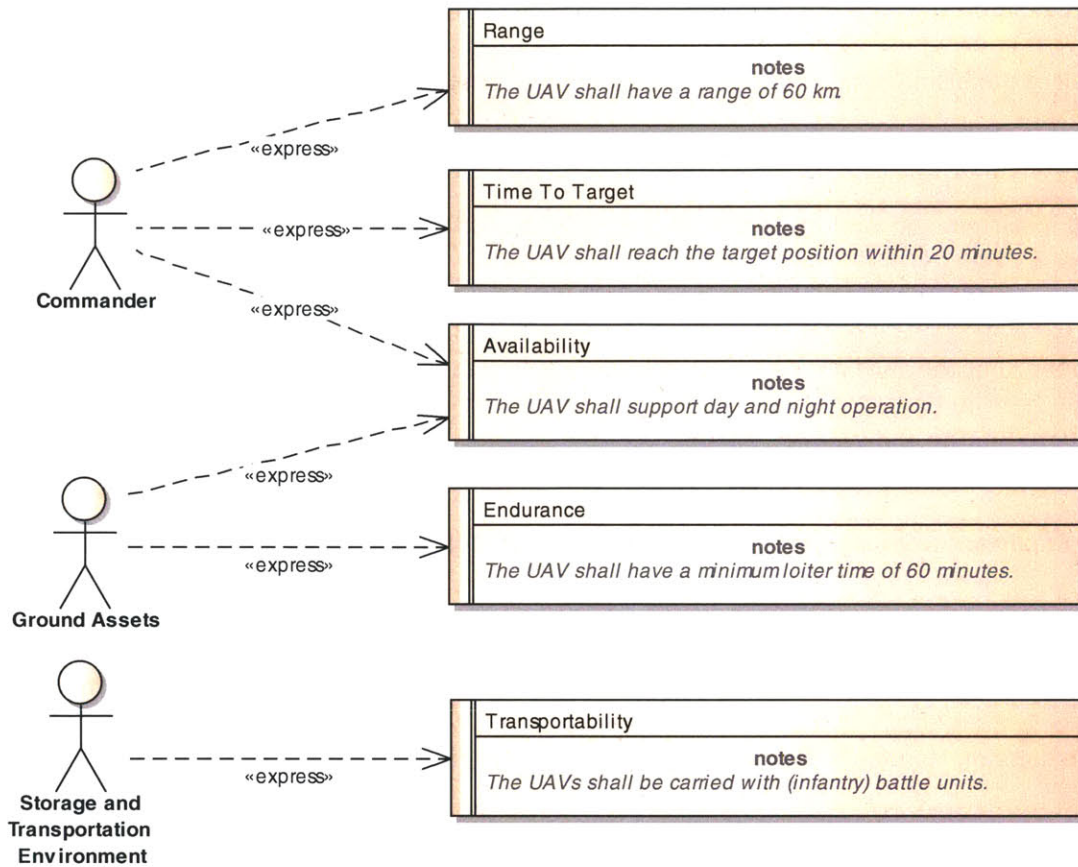 Range
notes
The UAV shall have a range of 60 km.
«express»
Time To Target
notes
The UAV shall reach the target position within 20 minutes.
«express»
Commander
«express»
Availability
notes
The UAV shall support day and night operation.
«express»
Endurance
notes
The UAV shall have a minimum loiter time of 60 minutes.
«express»
Ground Assets
Transportability
notes
The UAVs shall be carried with (infantry) battle units.
«express»
Storage and
Transportation
Environment